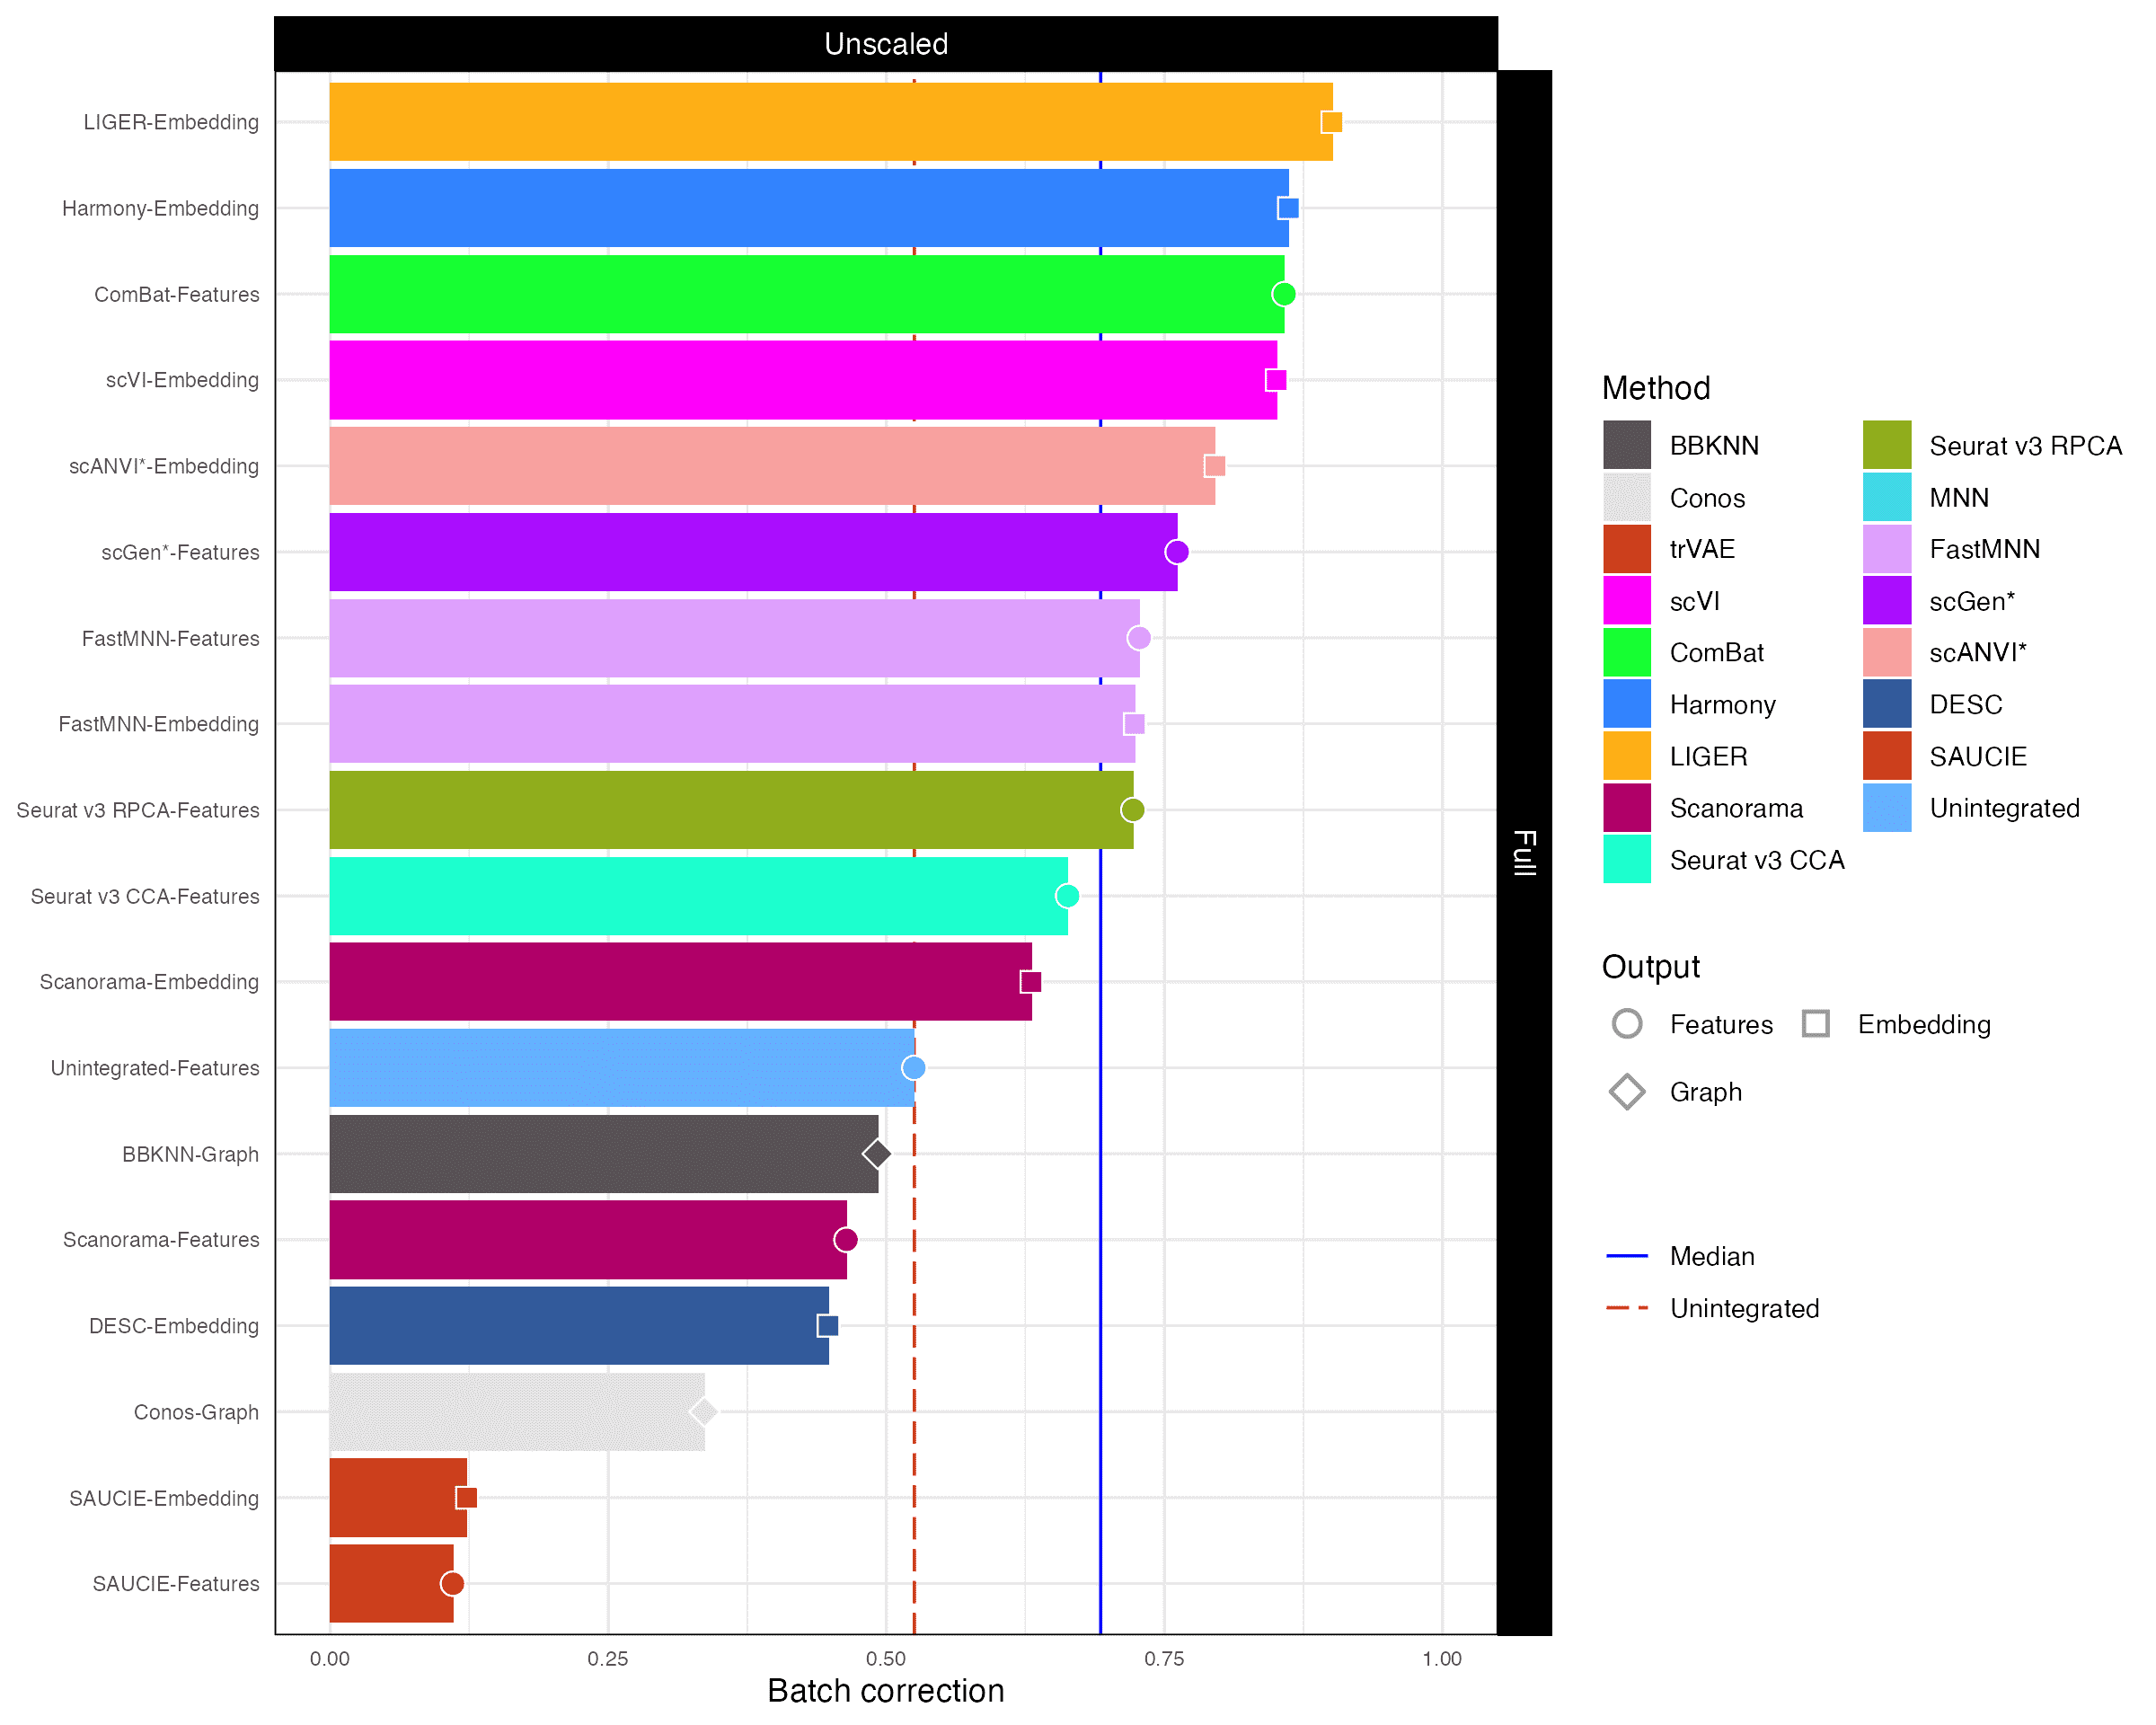 Unscaled
LIGER-Embedding
Harmony-Embedding
ComBat-Features
scVI-Embedding
scANVI*-Embedding
scGen*-Features
FastMNN-Features
FastMNN-Embedding
Seurat v3 RPCA-Features
Seurat v3 CCA-Features
Scanorama-Embedding
Unintegrated-Features
BBKNN-Graph
Scanorama-Features
DESC-Embedding
Conos-Graph
SAUCIE-Embedding
SAUCIE-Features
0.00 0.25 0.50 0.75 1.00
Batch correction
Full
Method
BBKNN Seurat v3 RPCA
Conos MNN
trVAE FastMNN
scVI scGen*
ComBat scANVI*
Harmony DESC
LIGER SAUCIE
Scanorama Unintegrated
Seurat v3 CCA
Output
Features Embedding
Graph
Median
Unintegrated